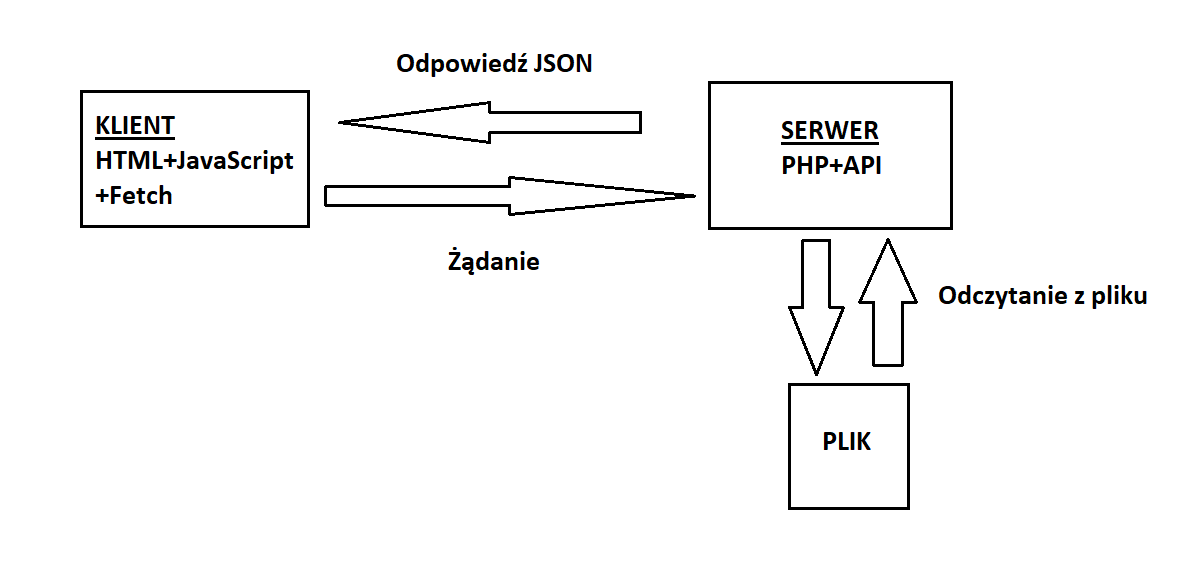 Odpowiedź JSON
KLIENT
HTML+JavaScript
+Fetch
SERWER
PHP+API
Żądanie
Odczytanie z pliku
PLIK